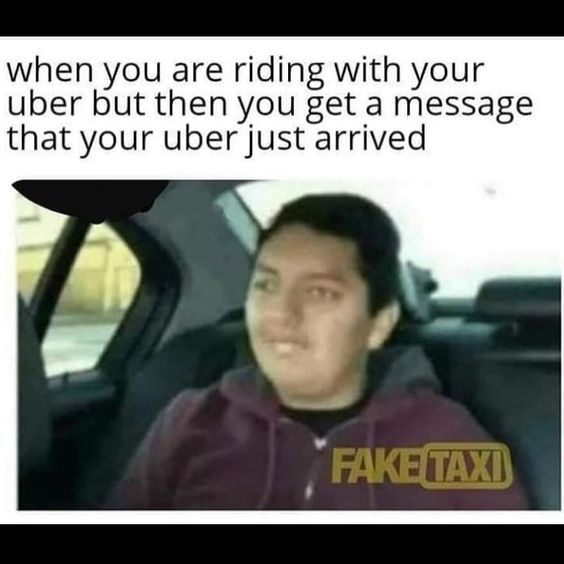 when you are riding with your
uber but then you get a message
that your uber just arrived
FAKE TAXI